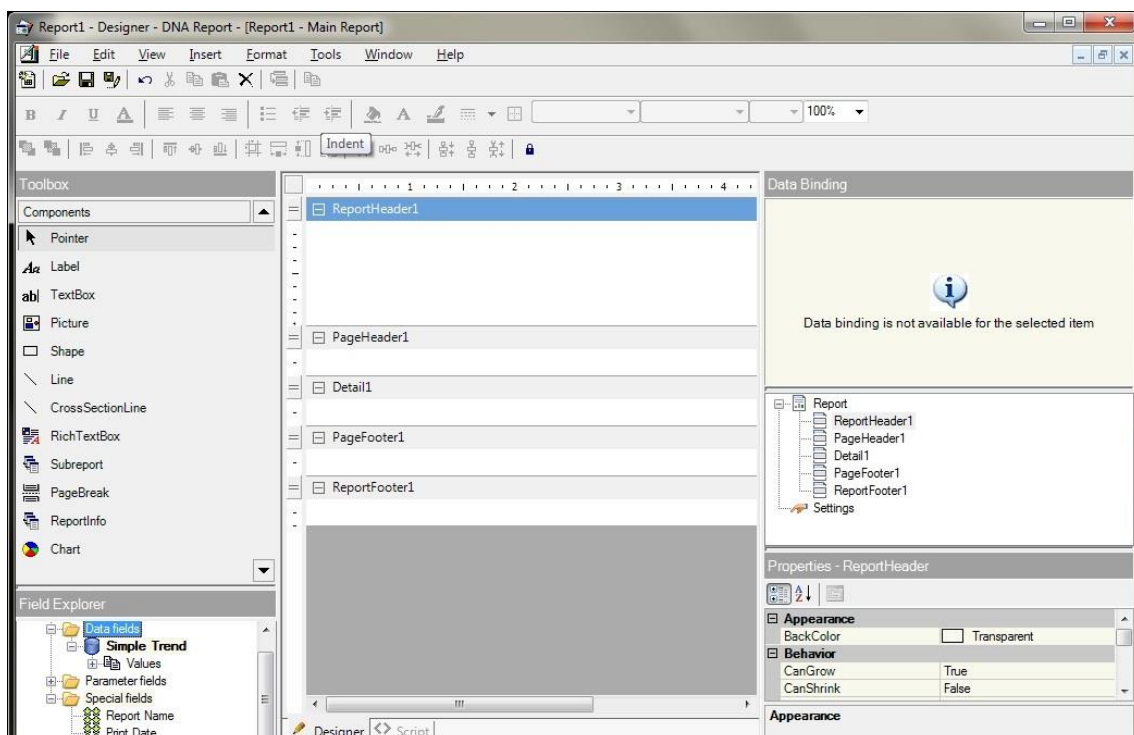 Report1 - Designer - DNA Report - [Report1 - Main Report]
File Edit View Insert Format Tools Window Help
B I U A A 100%
Indent
Toolbox
Components
Pointer
Aa Label
ab| TextBox
Picture
Shape
Line
CrossSectionLine
RichTextBox
Subreport
PageBreak
ReportInfo
Chart
Field Explorer
Data fields
Simple Trend
Values
Parameter fields
Special fields
Report Name
Print Date
1 2 3 4
ReportHeader1
PageHeader1
Detail1
PageFooter1
ReportFooter1
Designer Script
Data Binding
Data binding is not available for the selected item
Report
ReportHeader1
PageHeader1
Detail1
PageFooter1
ReportFooter1
Settings
Properties - ReportHeader
Appearance
BackColor Transparent
Behavior
CanGrow True
CanShrink False
Appearance